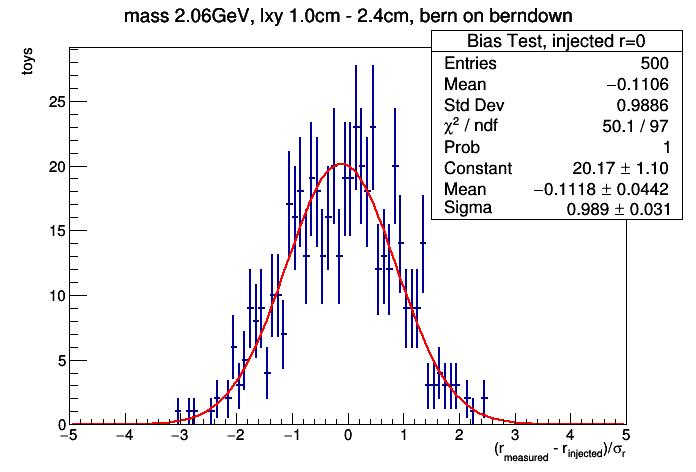 mass 2.06GeV, lxy 1.0cm - 2.4cm, bern on berndown
toys
Bias Test, injected r=0
Entries 500
Mean −0.1106
Std Dev 0.9886
χ² / ndf 50.1 / 97
Prob 1
Constant 20.17 ± 1.10
Mean −0.1118 ± 0.0442
Sigma 0.989 ± 0.031
25
20
15
10
5
0
−5 −4 −3 −2 −1 0 1 2 3 4 5
(r_measured - r_injected)/σ_r